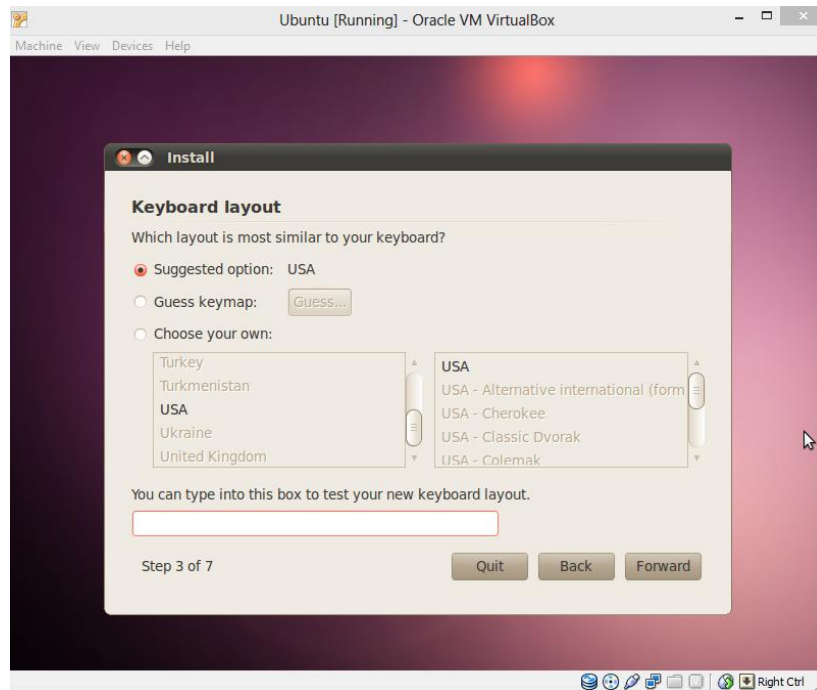 Ubuntu [Running] - Oracle VM VirtualBox
Machine View Devices Help
Install
Keyboard layout
Which layout is most similar to your keyboard?
Suggested option: USA
Guess keymap: Guess...
Choose your own:
Turkey
Turkmenistan
USA
Ukraine
United Kingdom
USA
USA - Alternative international (form
USA - Cherokee
USA - Classic Dvorak
USA - Colemak
You can type into this box to test your new keyboard layout.
Step 3 of 7 Quit Back Forward
Right Ctrl